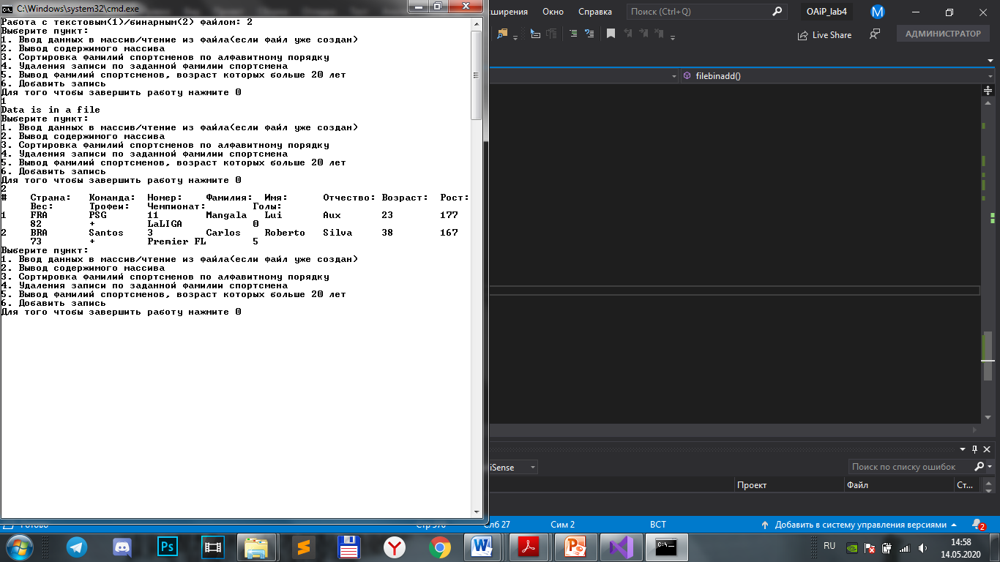 C:\Windows\system32\cmd.exe
Работа с текстовым(1)/бинарным(2) файлом: 2
Выберите пункт:
1. Ввод данных в массив/чтение из файла(если файл уже создан)
2. Вывод содержимого массива
3. Сортировка фамилий спортсменов по алфавитному порядку
4. Удаления записи по заданной фамилии спортсмена
5. Вывод фамилий спортсменов, возраст которых больше 20 лет
6. Добавить запись
Для того чтобы завершить работу нажмите 0
1
Data is in a file
Выберите пункт:
1. Ввод данных в массив/чтение из файла(если файл уже создан)
2. Вывод содержимого массива
3. Сортировка фамилий спортсменов по алфавитному порядку
4. Удаления записи по заданной фамилии спортсмена
5. Вывод фамилий спортсменов, возраст которых больше 20 лет
6. Добавить запись
Для того чтобы завершить работу нажмите 0
2
# Страна: Команда: Номер: Фамилия: Имя: Отчество: Возраст: Рост:
Вес: Трофеи: Чемпионат: Голы:
1 FRA PSG 11 Mangala Lui Aux 23 177
82 + LaLIGA 0
2 BRA Santos 3 Carlos Roberto Silva 38 167
73 + Premier FL 5
Выберите пункт:
1. Ввод данных в массив/чтение из файла(если файл уже создан)
2. Вывод содержимого массива
3. Сортировка фамилий спортсменов по алфавитному порядку
4. Удаления записи по заданной фамилии спортсмена
5. Вывод фамилий спортсменов, возраст которых больше 20 лет
6. Добавить запись
Для того чтобы завершить работу нажмите 0
сширения Окно Справка Поиск (Ctrl+Q) OAiP_lab4 M
Live Share АДМИНИСТРАТОР
filebinadd()
iSense Поиск по списку ошибок
Проект Файл Ст...
Слб 27 Сим 2 ВСТ Добавить в систему управления версиями 2
Ps
RU 14:58
14.05.2020